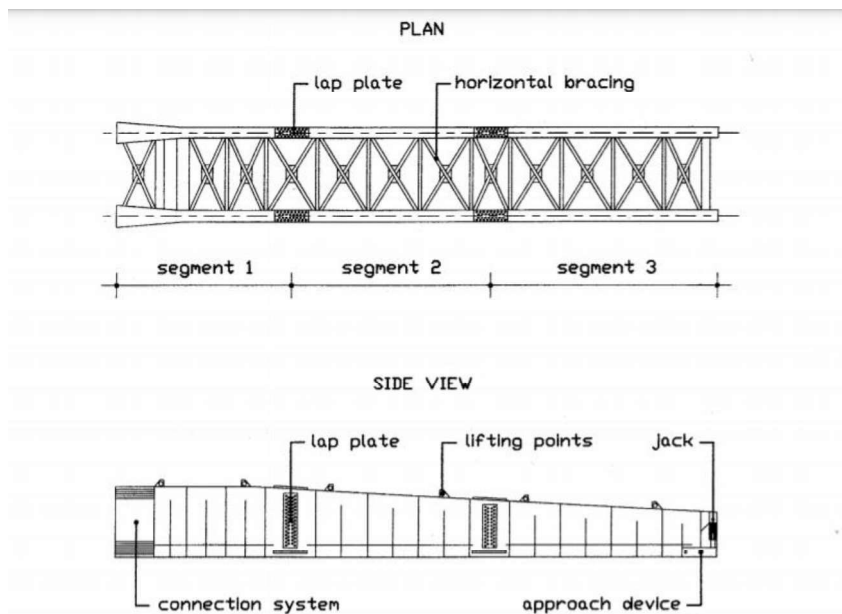 PLAN
lap plate
horizontal bracing
segment 1
segment 2
segment 3
SIDE VIEW
lap plate
lifting points
jack
connection system
approach device